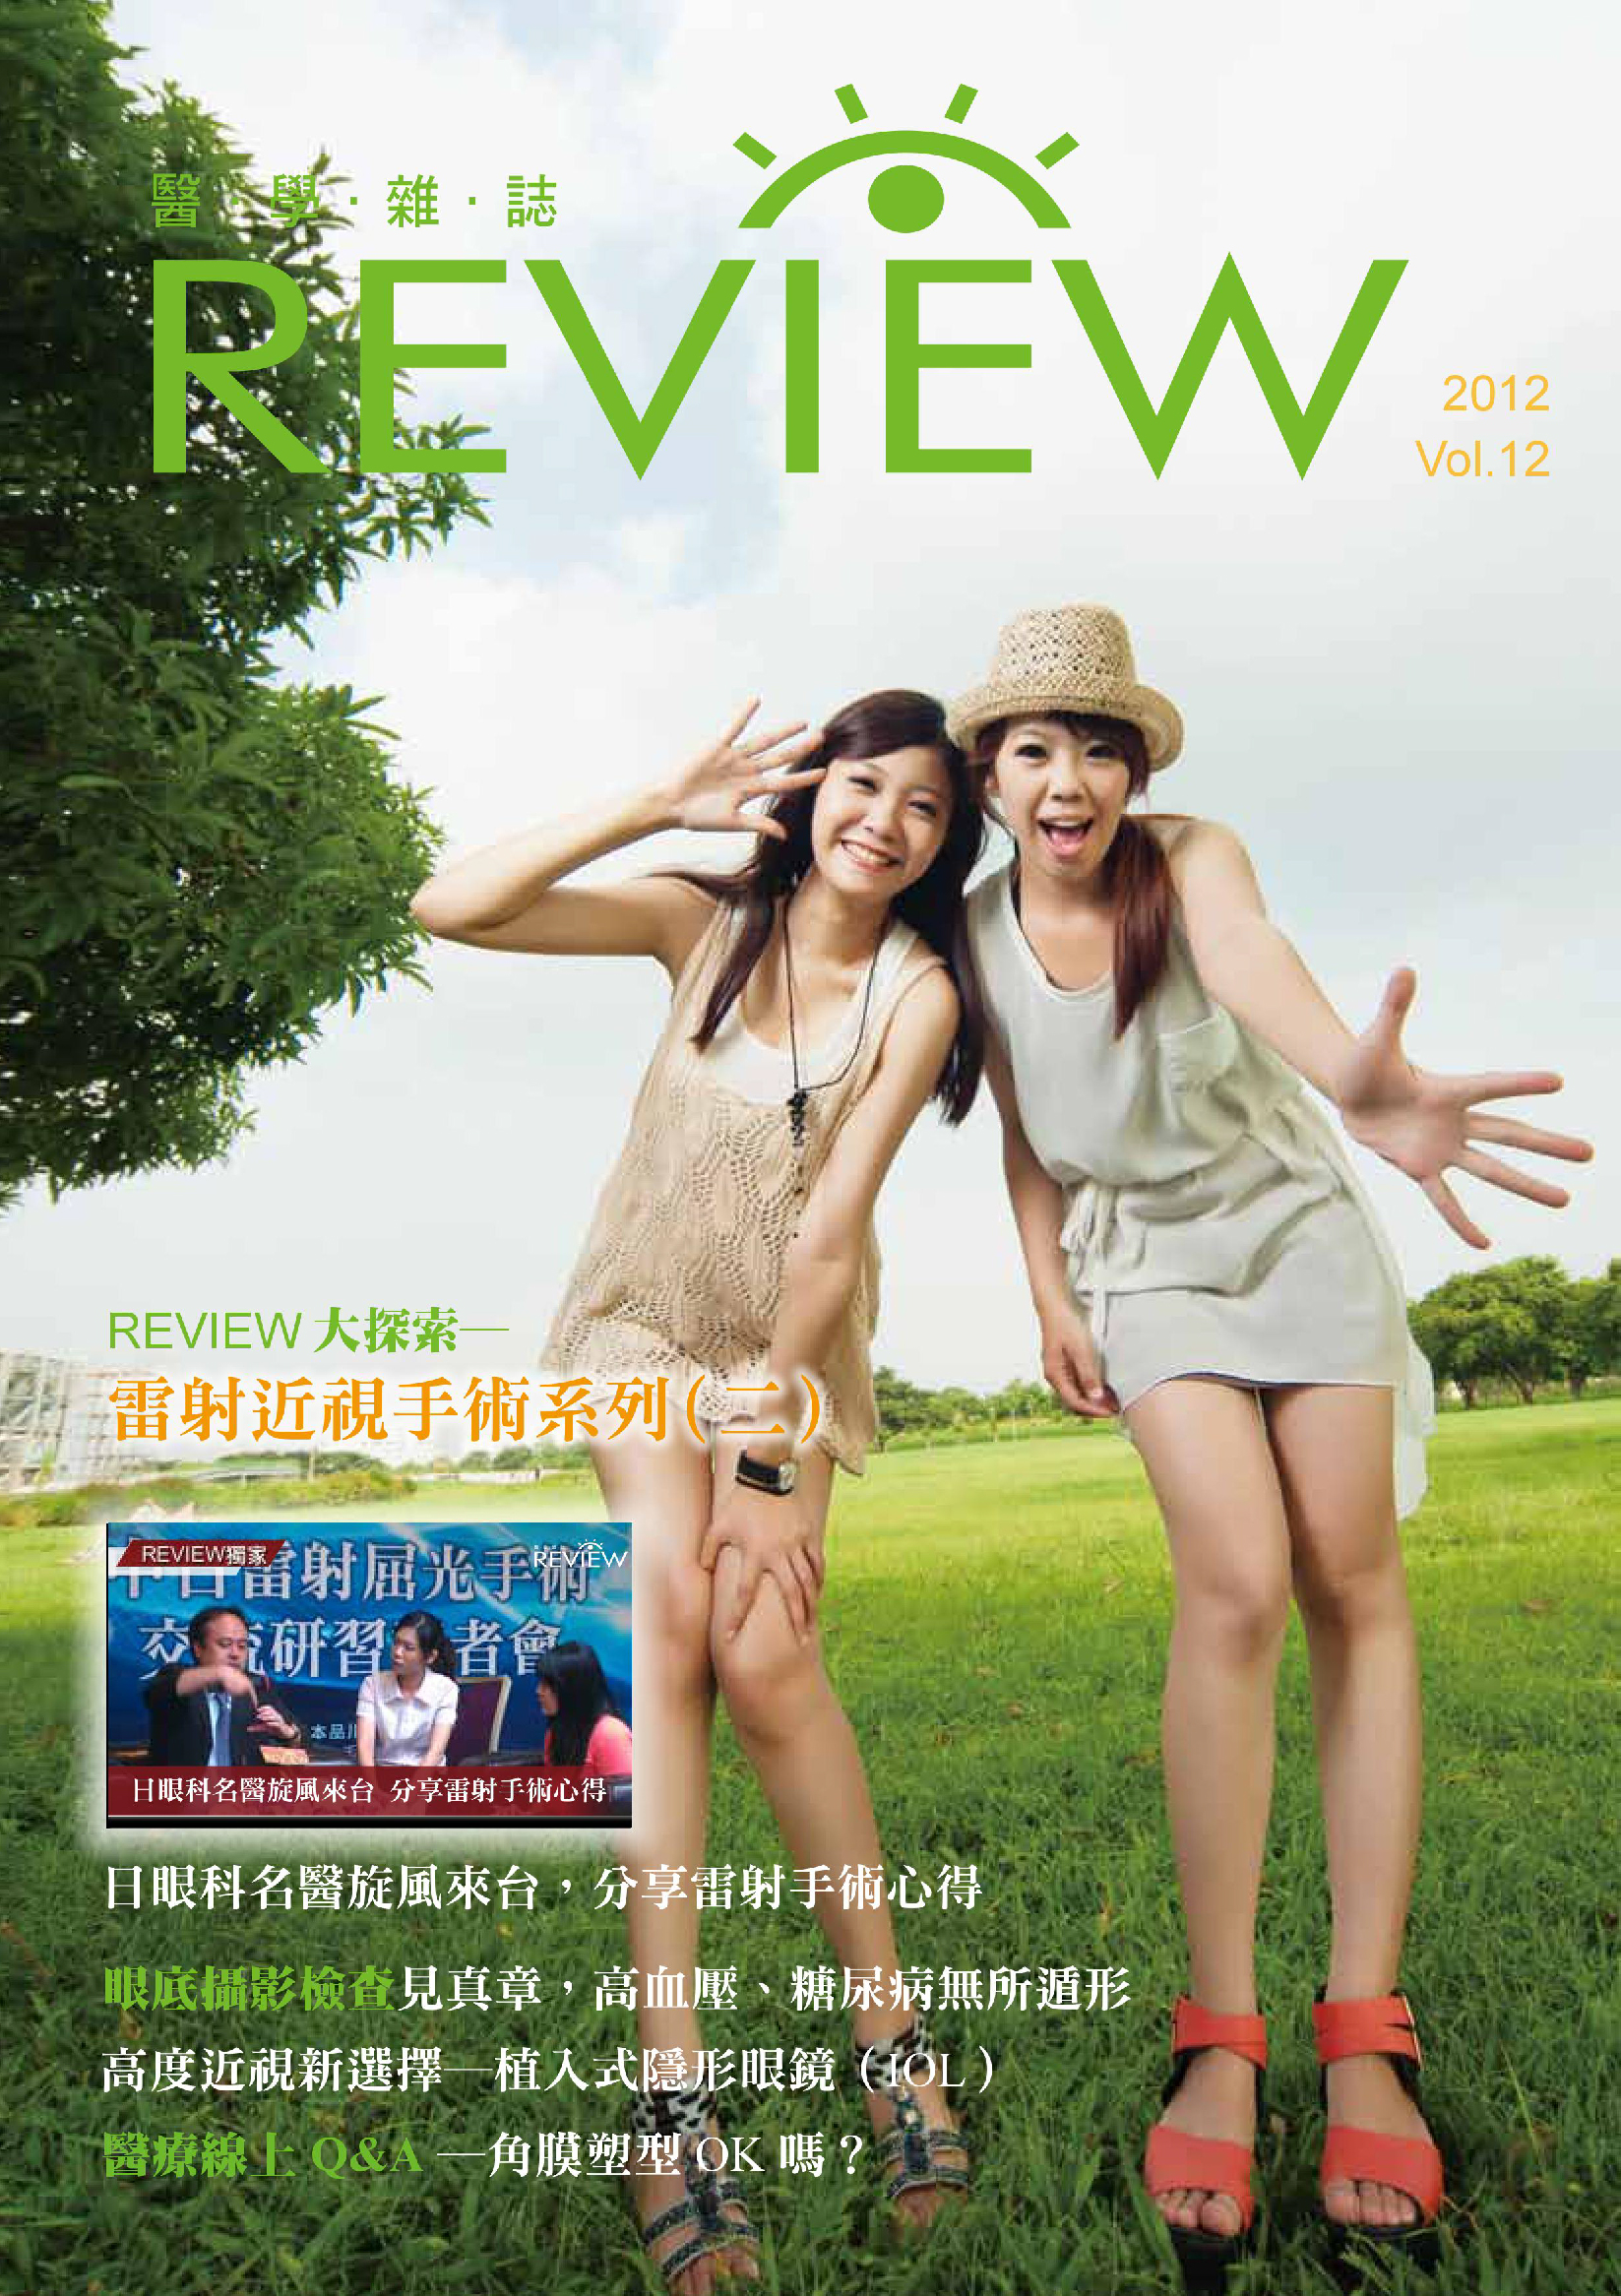 醫·學·雜·誌
REVIEW
2012
Vol.12
REVIEW 大探索—
雷射近視手術系列(二)
REVIEW獨家
REVIEW
中日雷射屈光手術
交流研習 者會
本品川
日眼科名醫旋風來台 分享雷射手術心得
日眼科名醫旋風來台，分享雷射手術心得
眼底攝影檢查見真章，高血壓、糖尿病無所遁形
高度近視新選擇—植入式隱形眼鏡（IOL）
醫療線上 Q&A —角膜塑型 OK 嗎？